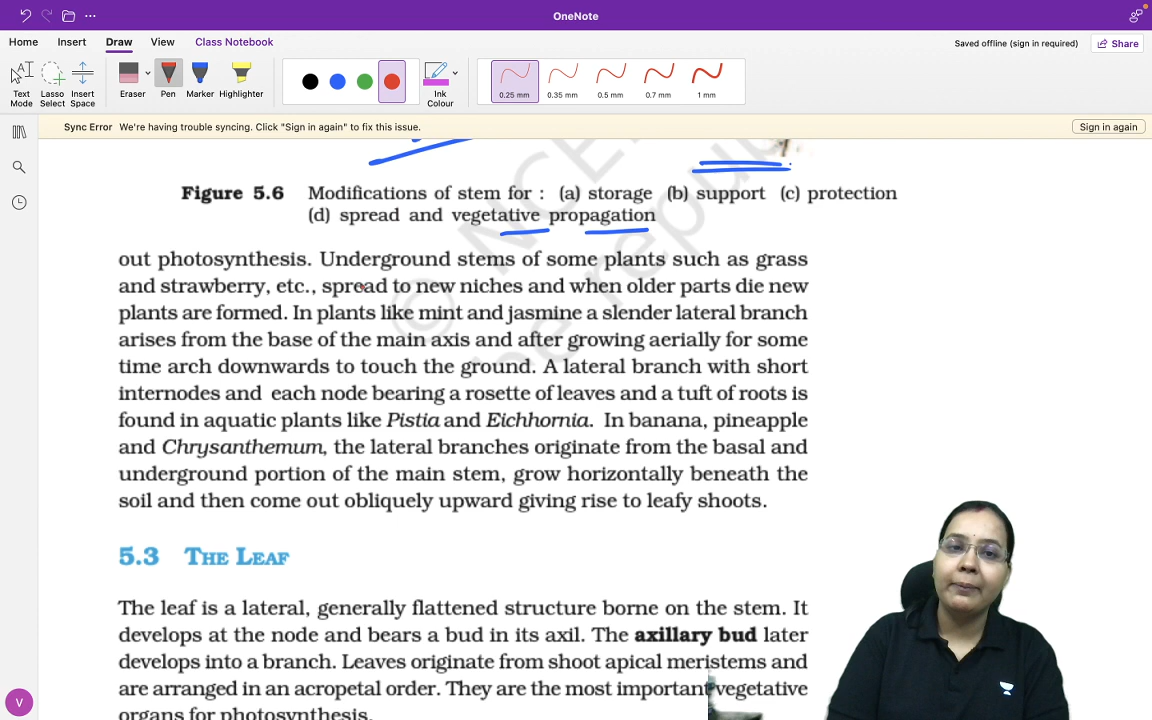 OneNote
Home Insert Draw View Class Notebook
Saved offline (sign in required) Share
Text Mode Lasso Select Insert Space Eraser Pen Marker Highlighter Ink Colour 0.25 mm 0.35 mm 0.5 mm 0.7 mm 1 mm
Sync Error We're having trouble syncing. Click "Sign in again" to fix this issue. Sign in again
Figure 5.6 Modifications of stem for : (a) storage (b) support (c) protection
(d) spread and vegetative propagation
out photosynthesis. Underground stems of some plants such as grass
and strawberry, etc., spread to new niches and when older parts die new
plants are formed. In plants like mint and jasmine a slender lateral branch
arises from the base of the main axis and after growing aerially for some
time arch downwards to touch the ground. A lateral branch with short
internodes and each node bearing a rosette of leaves and a tuft of roots is
found in aquatic plants like Pistia and Eichhornia. In banana, pineapple
and Chrysanthemum, the lateral branches originate from the basal and
underground portion of the main stem, grow horizontally beneath the
soil and then come out obliquely upward giving rise to leafy shoots.
5.3 THE LEAF
The leaf is a lateral, generally flattened structure borne on the stem. It
develops at the node and bears a bud in its axil. The axillary bud later
develops into a branch. Leaves originate from shoot apical meristems and
are arranged in an acropetal order. They are the most important vegetative
organs for photosynthesis.
V